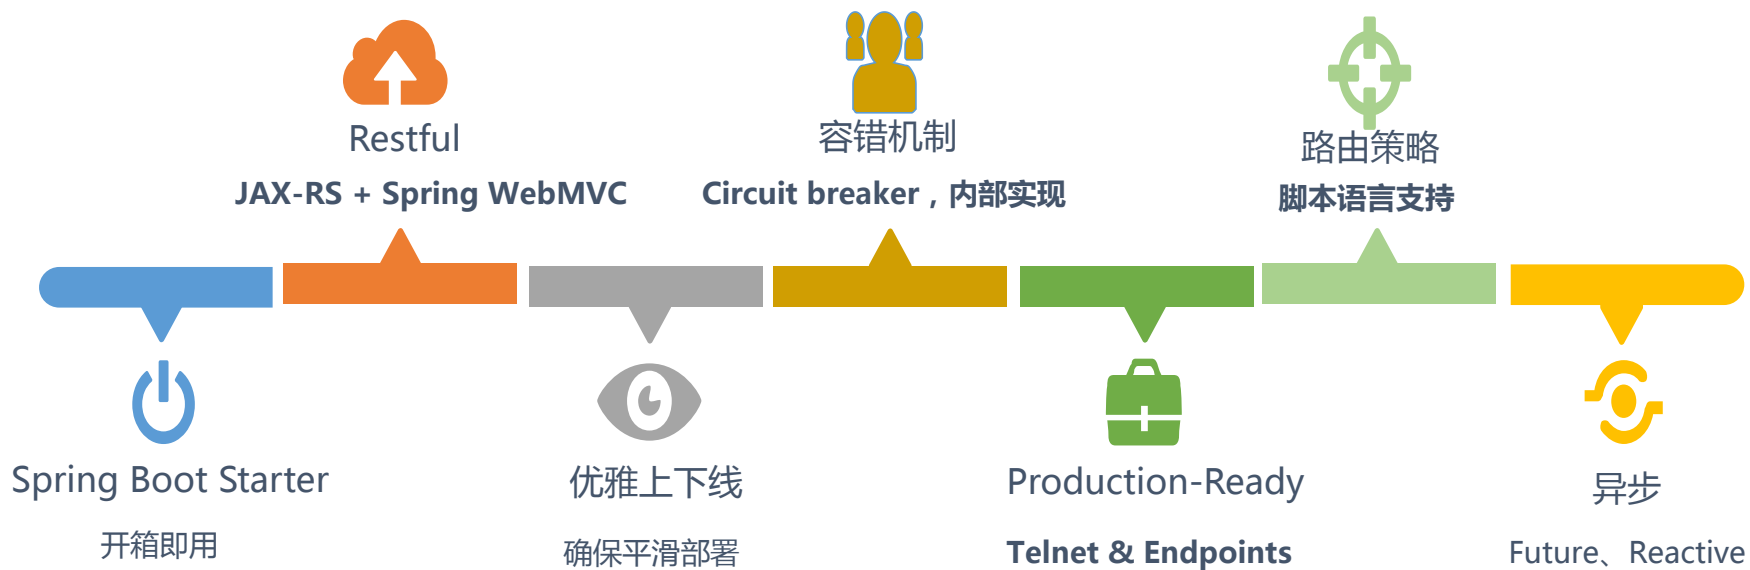 Restful
JAX-RS + Spring WebMVC
容错机制
Circuit breaker，内部实现
路由策略
脚本语言支持
Spring Boot Starter
开箱即用
优雅上下线
确保平滑部署
Production-Ready
Telnet & Endpoints
异步
Future、Reactive